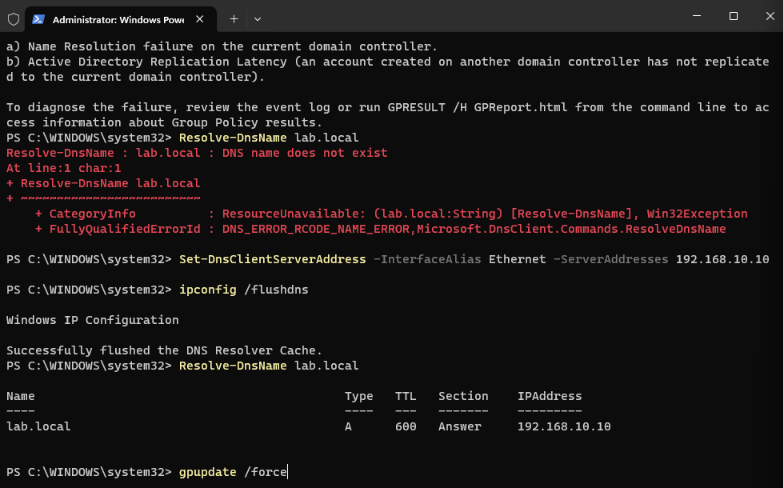 Administrator: Windows Powe
a) Name Resolution failure on the current domain controller.
b) Active Directory Replication Latency (an account created on another domain controller has not replicate
d to the current domain controller).
To diagnose the failure, review the event log or run GPRESULT /H GPReport.html from the command line to ac
cess information about Group Policy results.
PS C:\WINDOWS\system32> Resolve-DnsName lab.local
Resolve-DnsName : lab.local : DNS name does not exist
At line:1 char:1
+ Resolve-DnsName lab.local
+ ~~~~~~~~~~~~~~~~~~~~~~~~~
    + CategoryInfo          : ResourceUnavailable: (lab.local:String) [Resolve-DnsName], Win32Exception
    + FullyQualifiedErrorId : DNS_ERROR_RCODE_NAME_ERROR,Microsoft.DnsClient.Commands.ResolveDnsName
PS C:\WINDOWS\system32> Set-DnsClientServerAddress -InterfaceAlias Ethernet -ServerAddresses 192.168.10.10
PS C:\WINDOWS\system32> ipconfig /flushdns
Windows IP Configuration
Successfully flushed the DNS Resolver Cache.
PS C:\WINDOWS\system32> Resolve-DnsName lab.local
Name                                           Type   TTL   Section    IPAddress
----                                           ----   ---   -------    ---------
lab.local                                      A      600   Answer     192.168.10.10
PS C:\WINDOWS\system32> gpupdate /force